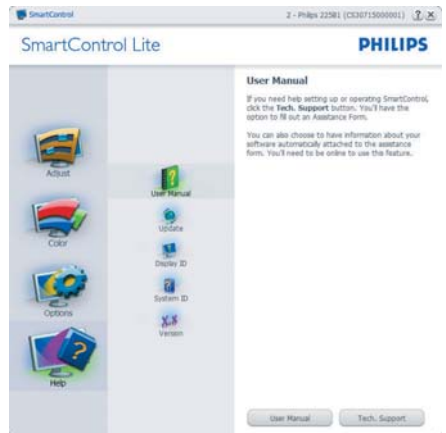 SmartControl
2 - Philips 225B1 (CS30715000001)
SmartControl Lite
PHILIPS
Adjust
Color
Options
Help
User Manual
Update
Display ID
System ID
Version
User Manual
If you need help setting up or operating SmartControl,
click the Tech. Support button. You'll have the
option to fill out an Assistance Form.
You can also choose to have information about your
software automatically attached to the assistance
form. You'll need to be online to use this feature.
User Manual
Tech. Support